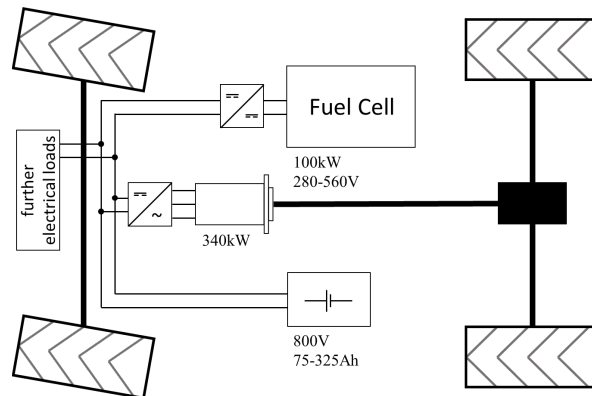 Fuel Cell
100kW
280-560V
further
electrical loads
340kW
800V
75-325Ah